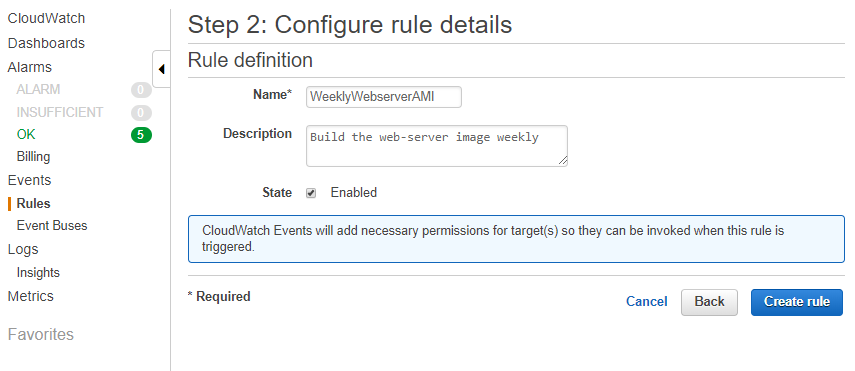 CloudWatch
Dashboards
Alarms
ALARM 0
INSUFFICIENT 0
OK 5
Billing
Events
Rules
Event Buses
Logs
Insights
Metrics
Favorites
Step 2: Configure rule details
Rule definition
Name* WeeklyWebserverAMI
Description Build the web-server image weekly
State Enabled
CloudWatch Events will add necessary permissions for target(s) so they can be invoked when this rule is
triggered.
* Required Cancel Back Create rule